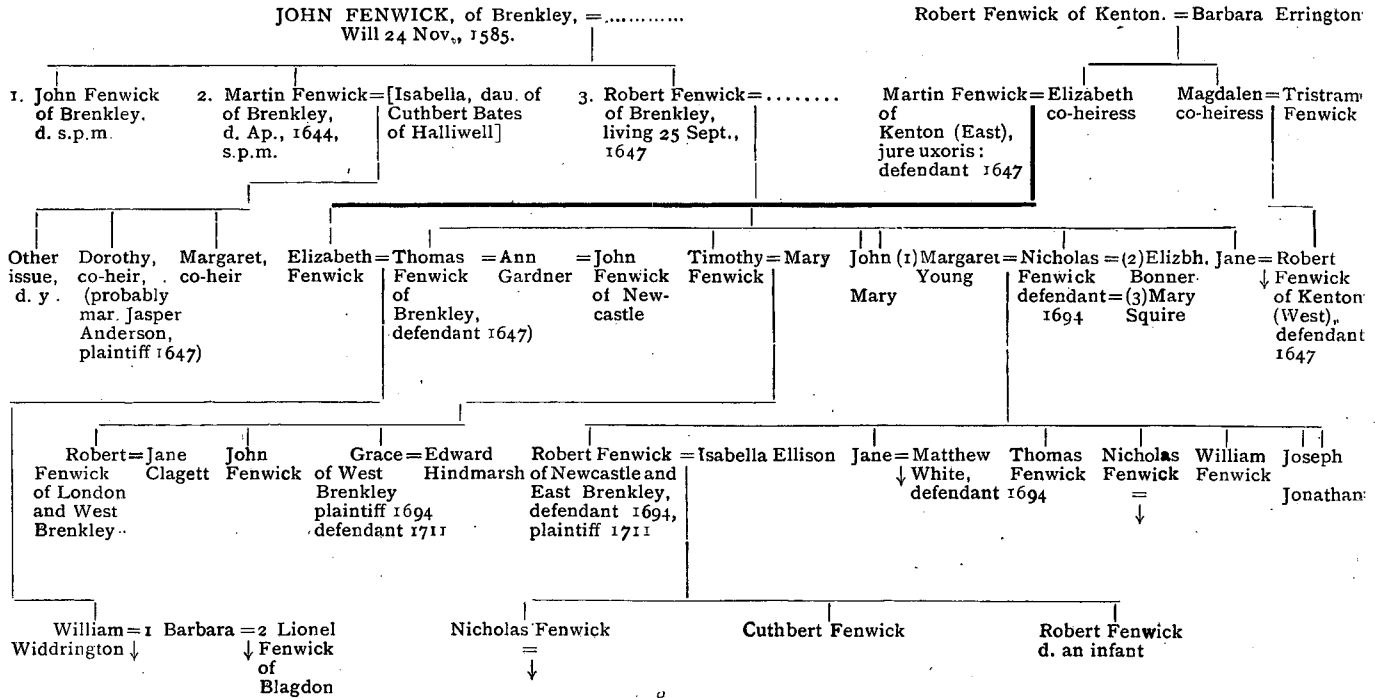 JOHN FENWICK, of Brenkley, = ............
Will 24 Nov., 1585.
Robert Fenwick of Kenton. = Barbara Errington
1. John Fenwick
of Brenkley.
d. s.p.m.
2. Martin Fenwick=[Isabella, dau. of
of Brenkley, Cuthbert Bates
d. Ap., 1644, of Halliwell]
s.p.m.
3. Robert Fenwick=........
of Brenkley,
living 25 Sept.,
1647
Martin Fenwick=Elizabeth
of co-heiress
Kenton (East),
jure uxoris:
defendant 1647
Magdalen=Tristram
co-heiress Fenwick
Other
issue,
d. y.
Dorothy,
co-heir,
(probably
mar. Jasper
Anderson,
plaintiff 1647)
Margaret,
co-heir
Elizabeth=Thomas =Ann =John
Fenwick Fenwick Gardner Fenwick
of of New-
Brenkley, castle
defendant 1647)
Timothy=Mary
Fenwick
John
Mary
(1) Margaret=Nicholas =(2)Elizbh.
Young Fenwick Bonner
defendant=(3)Mary
1694 Squire
Jane=Robert
↓ Fenwick
of Kenton
(West),
defendant
1647
Robert=Jane
Fenwick Clagett
of London
and West
Brenkley
John
Fenwick
Grace=Edward
of West Hindmarsh
Brenkley
plaintiff 1694
defendant 1711
Robert Fenwick =Isabella Ellison
of Newcastle and
East Brenkley,
defendant 1694,
plaintiff 1711
Jane=Matthew
↓ White,
defendant 1694
Thomas
Fenwick
Nicholas
Fenwick
=
↓
William
Fenwick
Joseph
Jonathan
William=1 Barbara =2 Lionel
Widdrington ↓ ↓ Fenwick
of
Blagdon
Nicholas Fenwick
=
↓
Cuthbert Fenwick
Robert Fenwick
d. an infant